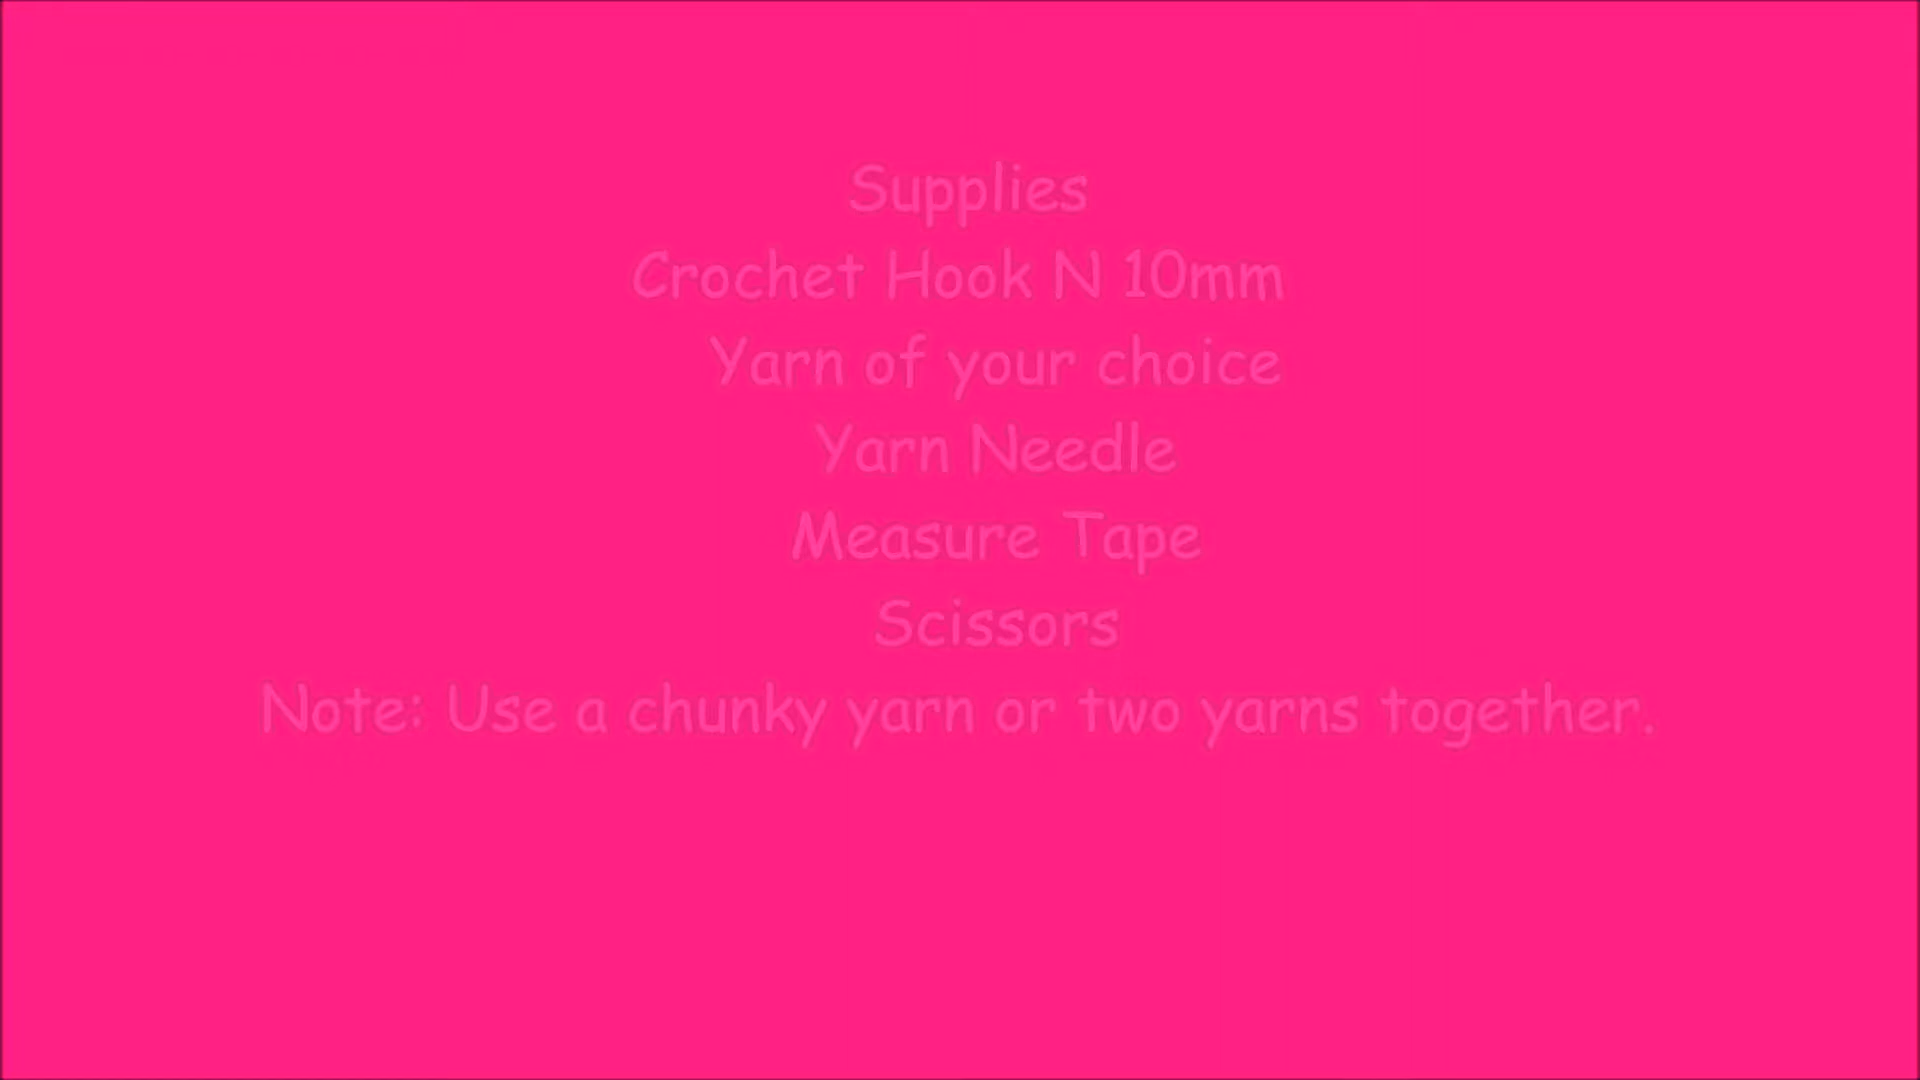 Supplies
Crochet Hook N 10mm
Yarn of your choice
Yarn Needle
Measure Tape
Scissors
Note: Use a chunky yarn or two yarns together.